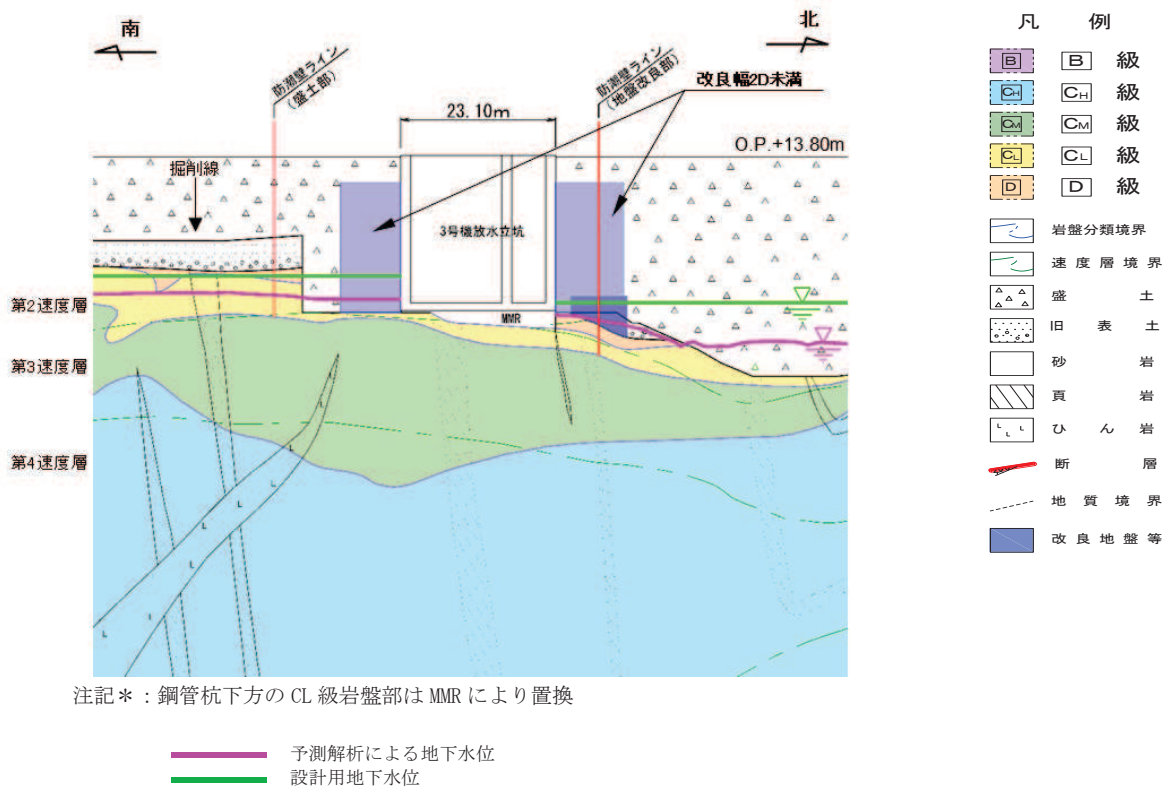 南
北
防潮壁ライン
(盛土部)
防潮壁ライン
(地盤改良部)
改良幅2D未満
23.10m
O.P.+13.80m
掘削線
3号機放水立坑
MMR
第2速度層
第3速度層
第4速度層
L L L L L L L L
注記*:鋼管杭下方の CL 級岩盤部は MMR により置換
予測解析による地下水位
設計用地下水位
凡 例
B B 級
CH CH 級
CM CM 級
CL CL 級
D D 級
岩盤分類境界
速度層境界
盛土
旧表土
砂岩
頁岩
L L L ひん岩
断層
地質境界
改良地盤等